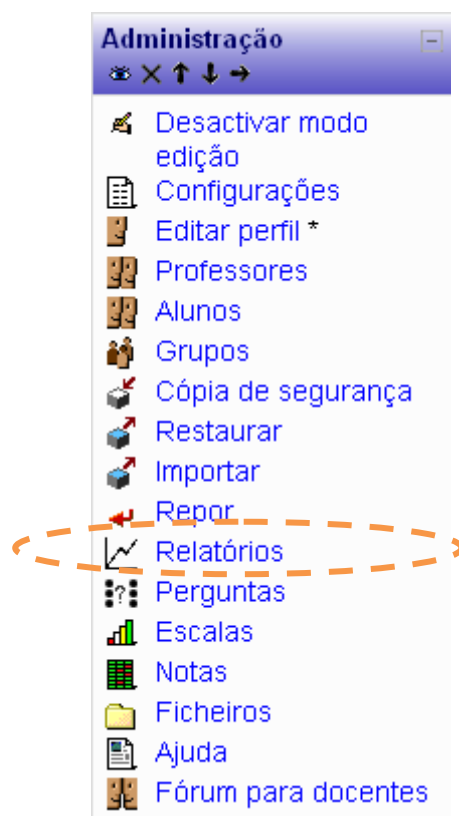 Administração
Desactivar modo
edição
Configurações
Editar perfil *
Professores
Alunos
Grupos
Cópia de segurança
Restaurar
Importar
Repor
Relatórios
Perguntas
Escalas
Notas
Ficheiros
Ajuda
Fórum para docentes